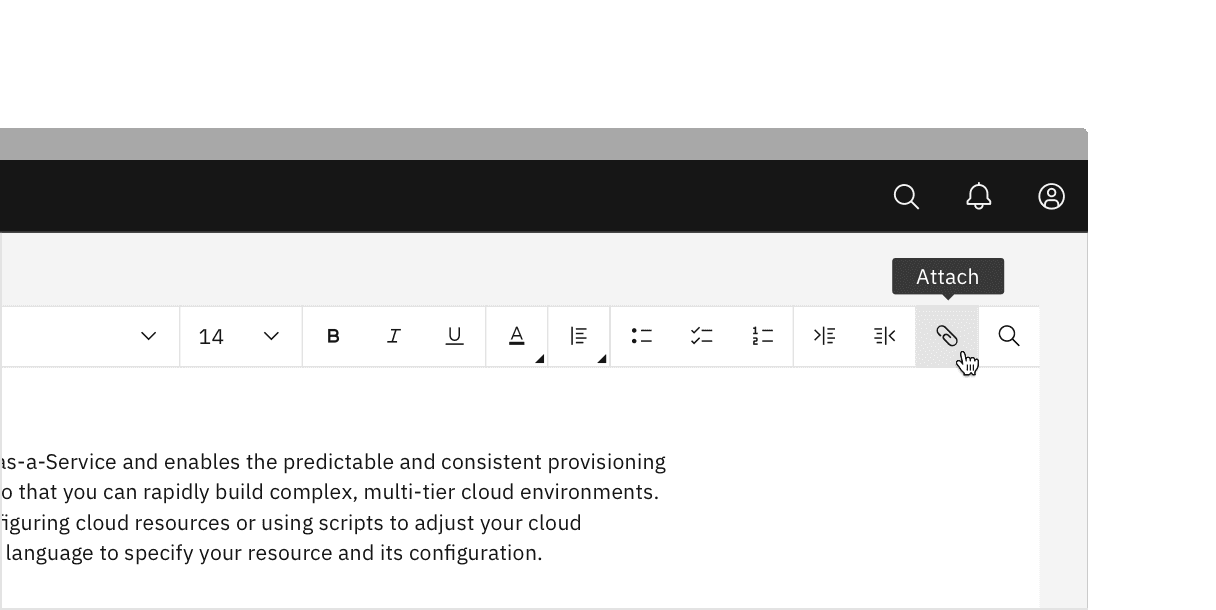 Attach
14 B I U A
as-a-Service and enables the predictable and consistent provisioning
o that you can rapidly build complex, multi-tier cloud environments.
figuring cloud resources or using scripts to adjust your cloud
language to specify your resource and its configuration.